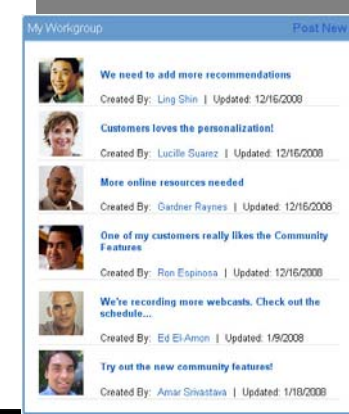 My Workgroup Post New
We need to add more recommendations
Created By: Ling Shin | Updated: 12/16/2008
Customers loves the personalization!
Created By: Lucille Suarez | Updated: 12/16/2008
More online resources needed
Created By: Gardner Raynes | Updated: 12/16/2008
One of my customers really likes the Community
Features
Created By: Ron Espinosa | Updated: 12/16/2008
We're recording more webcasts. Check out the
schedule...
Created By: Ed El-Amon | Updated: 1/9/2008
Try out the new community features!
Created By: Amar Srivastava | Updated: 1/18/2008